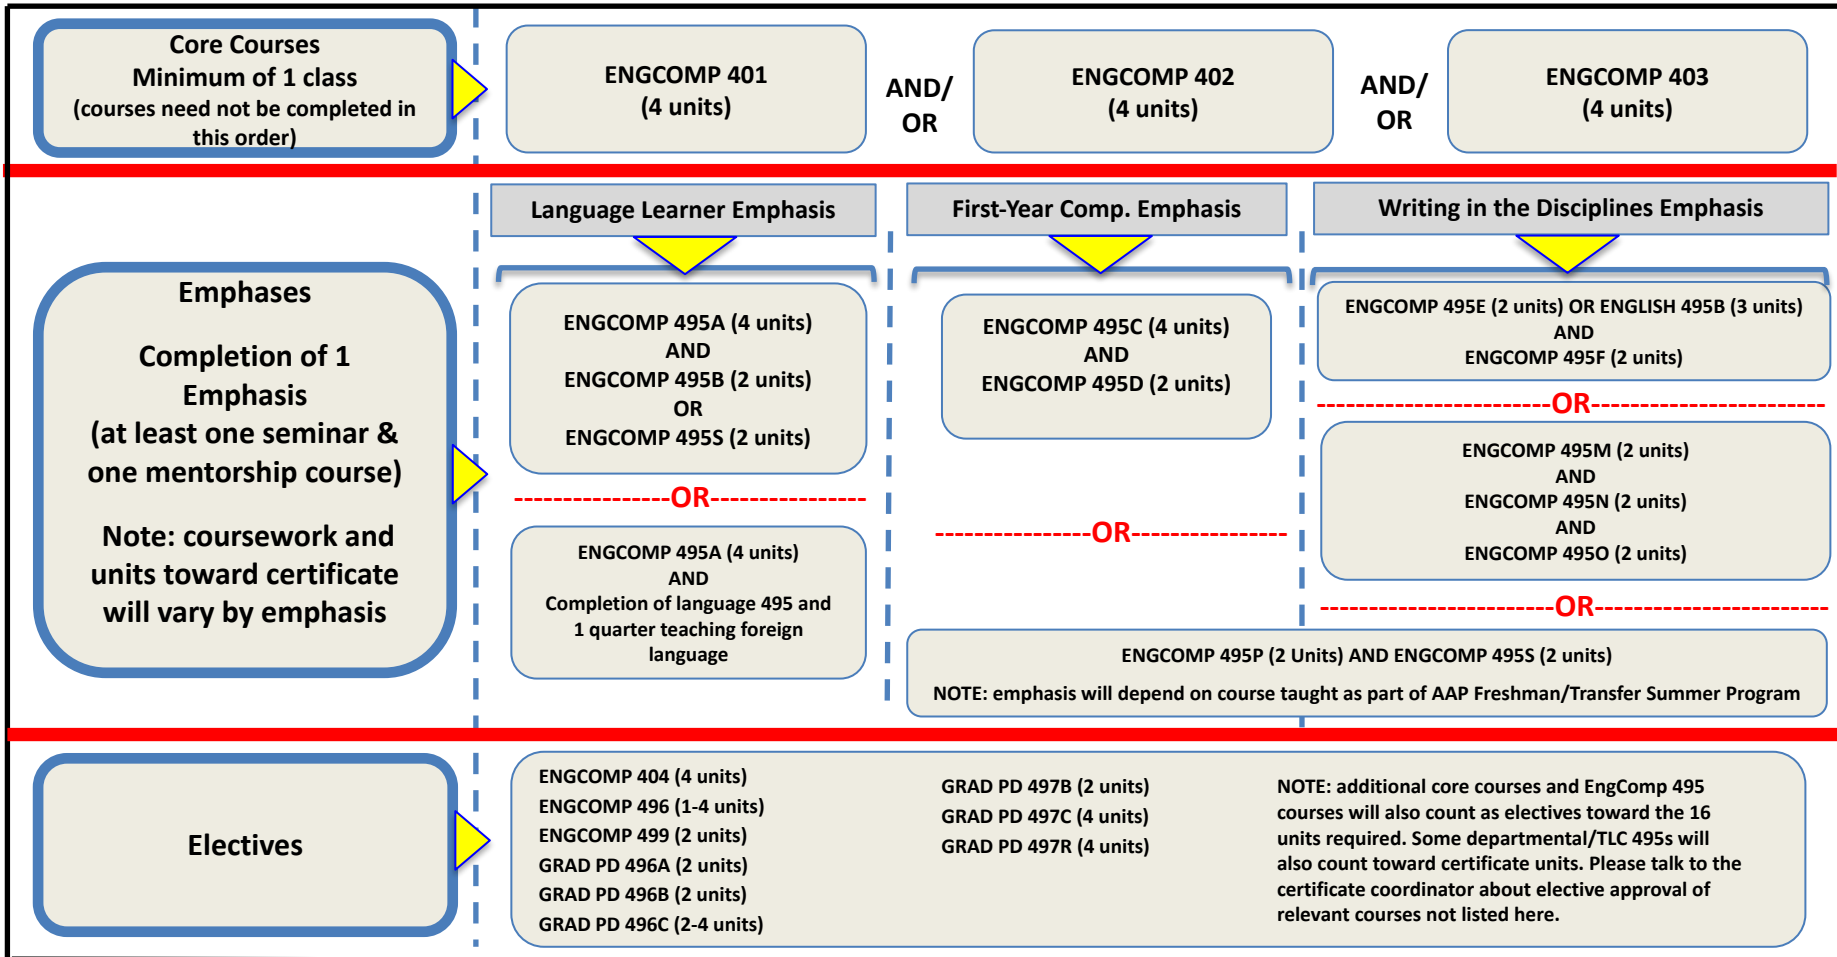 Core Courses
Minimum of 1 class
(courses need not be completed in
this order)
ENGCOMP 401
(4 units)
AND/
OR
ENGCOMP 402
(4 units)
AND/
OR
ENGCOMP 403
(4 units)
Emphases
Completion of 1
Emphasis
(at least one seminar &
one mentorship course)
Note: coursework and
units toward certificate
will vary by emphasis
Language Learner Emphasis
ENGCOMP 495A (4 units)
AND
ENGCOMP 495B (2 units)
OR
ENGCOMP 495S (2 units)
----------------OR----------------
ENGCOMP 495A (4 units)
AND
Completion of language 495 and
1 quarter teaching foreign
language
First-Year Comp. Emphasis
ENGCOMP 495C (4 units)
AND
ENGCOMP 495D (2 units)
----------------OR----------------
Writing in the Disciplines Emphasis
ENGCOMP 495E (2 units) OR ENGLISH 495B (3 units)
AND
ENGCOMP 495F (2 units)
------------------------OR------------------------
ENGCOMP 495M (2 units)
AND
ENGCOMP 495N (2 units)
AND
ENGCOMP 495O (2 units)
------------------------OR------------------------
ENGCOMP 495P (2 Units) AND ENGCOMP 495S (2 units)
NOTE: emphasis will depend on course taught as part of AAP Freshman/Transfer Summer Program
Electives
ENGCOMP 404 (4 units)
ENGCOMP 496 (1-4 units)
ENGCOMP 499 (2 units)
GRAD PD 496A (2 units)
GRAD PD 496B (2 units)
GRAD PD 496C (2-4 units)
GRAD PD 497B (2 units)
GRAD PD 497C (4 units)
GRAD PD 497R (4 units)
NOTE: additional core courses and EngComp 495
courses will also count as electives toward the 16
units required. Some departmental/TLC 495s will
also count toward certificate units. Please talk to the
certificate coordinator about elective approval of
relevant courses not listed here.